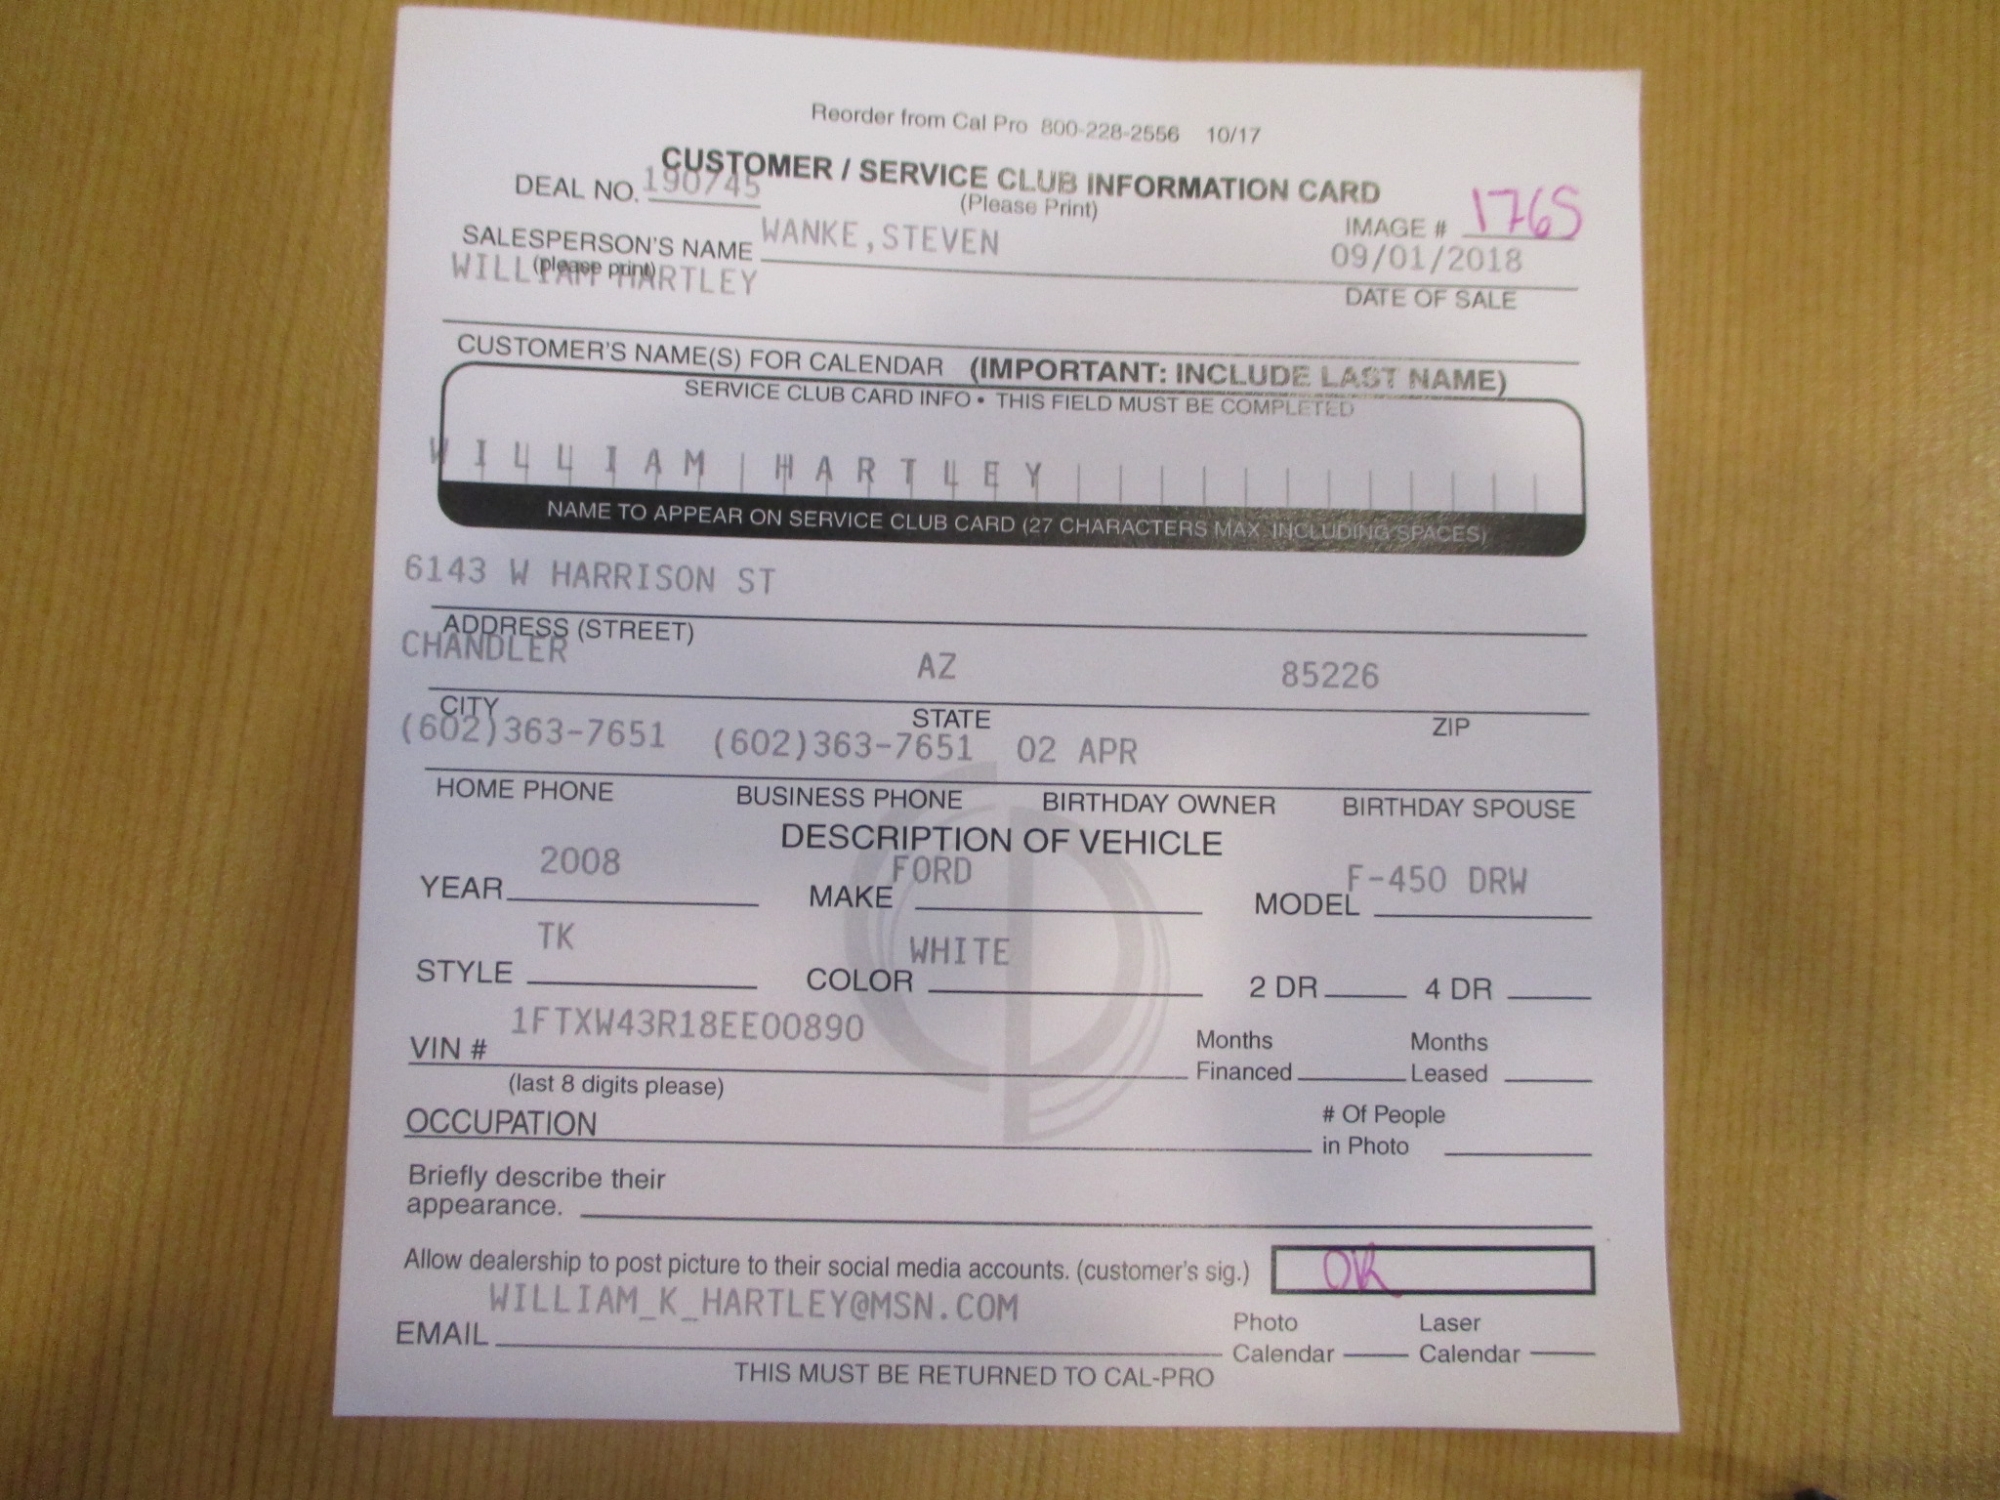 Reorder from Cal Pro 800-228-2556 10/17
CUSTOMER / SERVICE CLUB INFORMATION CARD
(Please Print)
DEAL NO. 190745
IMAGE # 1765
SALESPERSON'S NAME WANKE,STEVEN
(please print)
09/01/2018
DATE OF SALE
WILLIAM HARTLEY
CUSTOMER'S NAME(S) FOR CALENDAR (IMPORTANT: INCLUDE LAST NAME)
SERVICE CLUB CARD INFO • THIS FIELD MUST BE COMPLETED
WILLIAM HARTLEY
NAME TO APPEAR ON SERVICE CLUB CARD (27 CHARACTERS MAX INCLUDING SPACES)
6143 W HARRISON ST
ADDRESS (STREET)
CHANDLER AZ 85226
CITY STATE ZIP
(602)363-7651 (602)363-7651 02 APR
HOME PHONE BUSINESS PHONE BIRTHDAY OWNER BIRTHDAY SPOUSE
DESCRIPTION OF VEHICLE
YEAR 2008 MAKE FORD MODEL F-450 DRW
STYLE TK COLOR WHITE 2 DR 4 DR
VIN # 1FTXW43R18EE00890
(last 8 digits please)
Months Financed Months Leased
OCCUPATION
# Of People in Photo
Briefly describe their
appearance.
Allow dealership to post picture to their social media accounts. (customer's sig.) OK
EMAIL WILLIAM_K_HARTLEY@MSN.COM
Photo Calendar Laser Calendar
THIS MUST BE RETURNED TO CAL-PRO